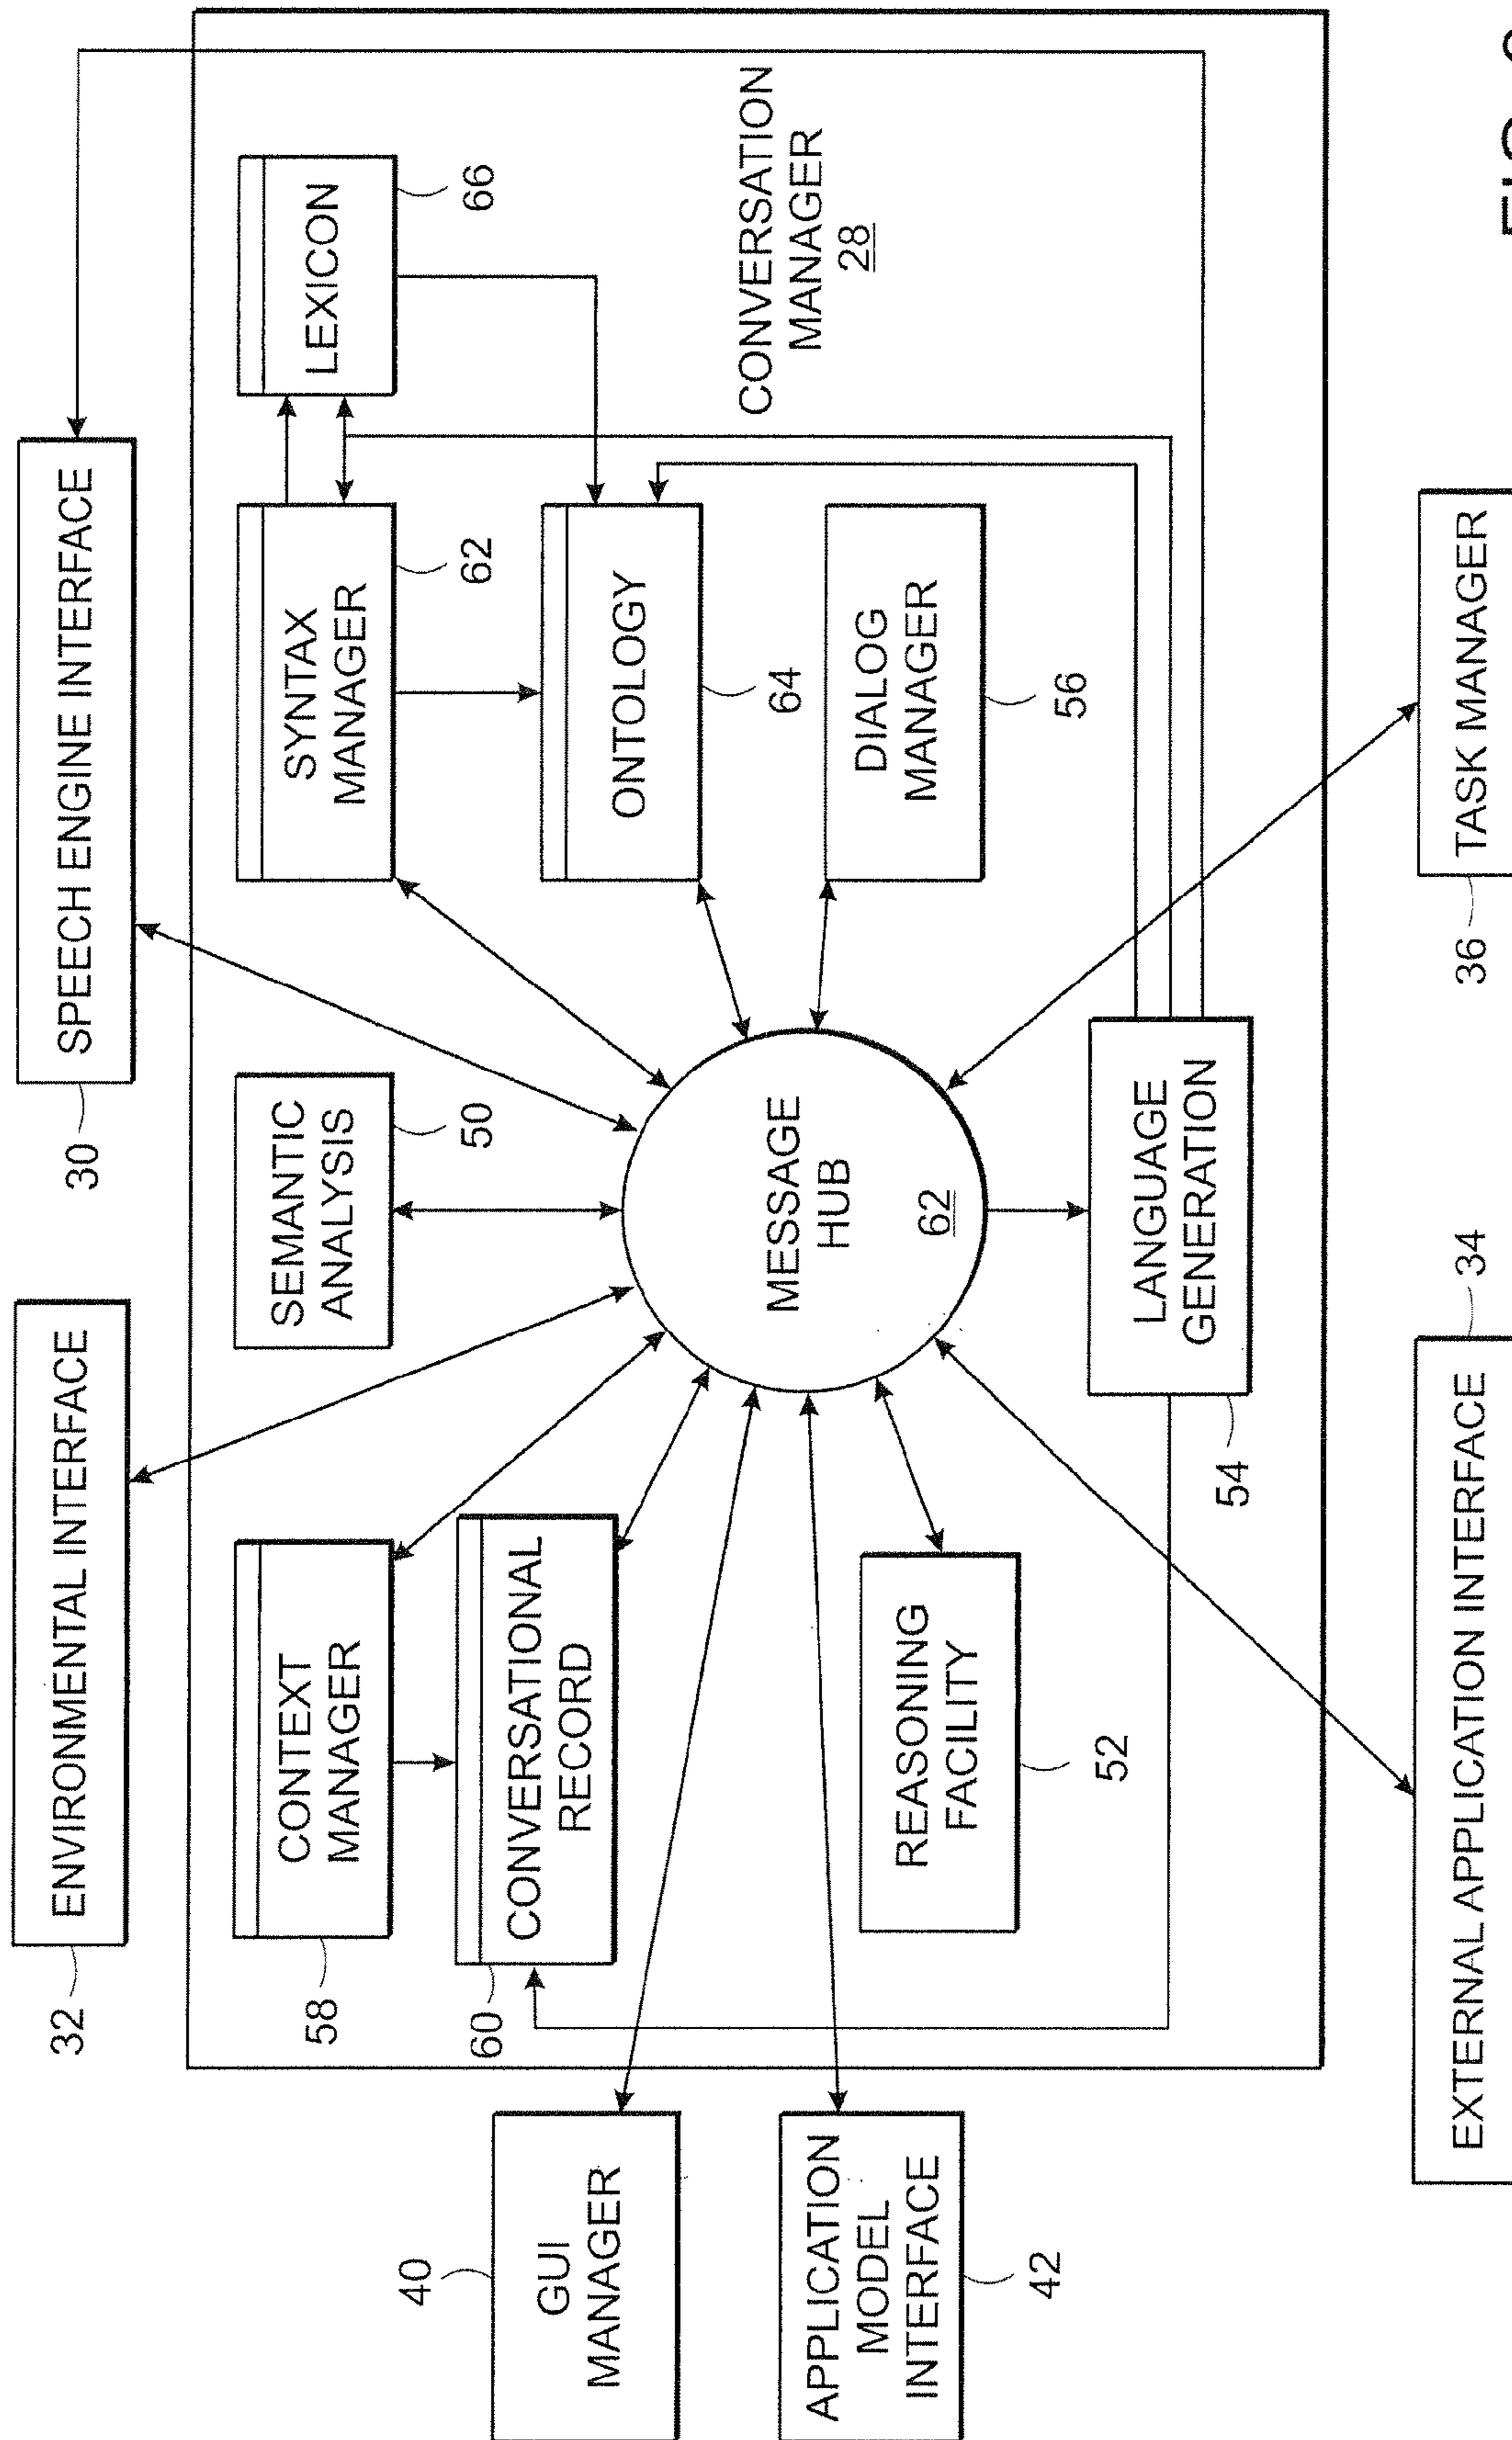 32
ENVIRONMENTAL INTERFACE
30
SPEECH ENGINE INTERFACE
58
CONTEXT
MANAGER
SEMANTIC
ANALYSIS
50
SYNTAX
MANAGER
62
LEXICON
66
60
CONVERSATIONAL
RECORD
ONTOLOGY
64
40
GUI
MANAGER
MESSAGE
HUB
62
CONVERSATION
MANAGER
28
APPLICATION
MODEL
INTERFACE
42
REASONING
FACILITY
52
DIALOG
MANAGER
56
LANGUAGE
GENERATION
54
EXTERNAL APPLICATION INTERFACE
34
36
TASK MANAGER